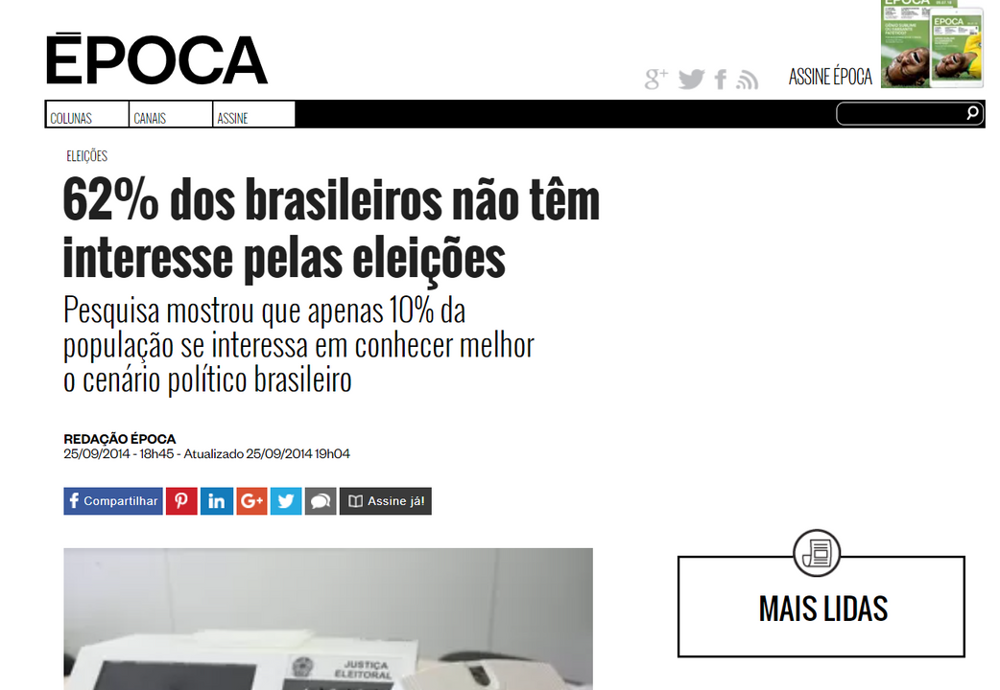 ÉPOCA
g+
ASSINE ÉPOCA
COLUNAS
CANAIS
ASSINE
ELEIÇÕES
62% dos brasileiros não têm
interesse pelas eleições
Pesquisa mostrou que apenas 10% da
população se interessa em conhecer melhor
o cenário político brasileiro
REDAÇÃO ÉPOCA
25/09/2014 - 18h45 - Atualizado 25/09/2014 19h04
Compartilhar
Assine já!
MAIS LIDAS
JUSTIÇA
ELEITORAL